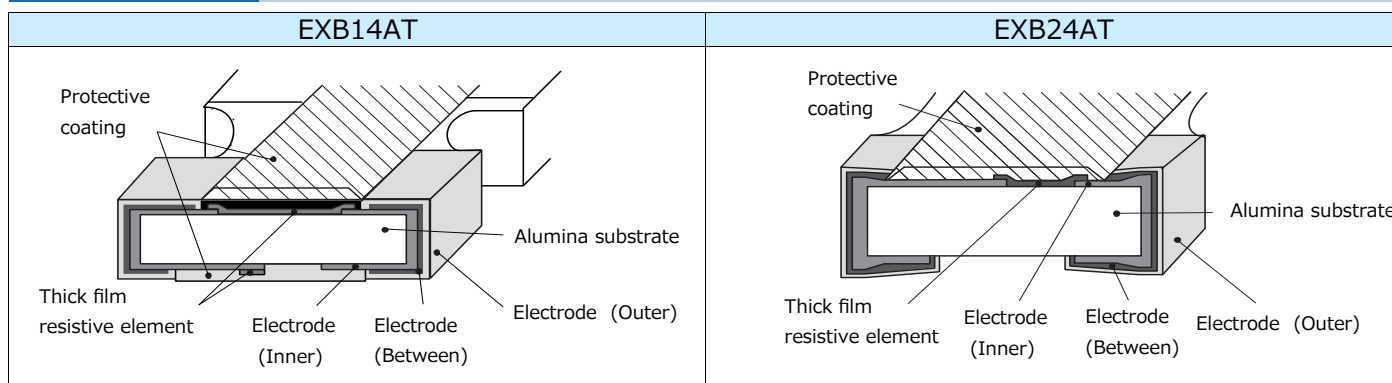 EXB14AT
Protective
coating
Alumina substrate
Thick film
resistive element
Electrode
(Inner)
Electrode
(Between)
Electrode (Outer)
EXB24AT
Protective
coating
Alumina substrate
Thick film
resistive element
Electrode
(Inner)
Electrode
(Between)
Electrode (Outer)